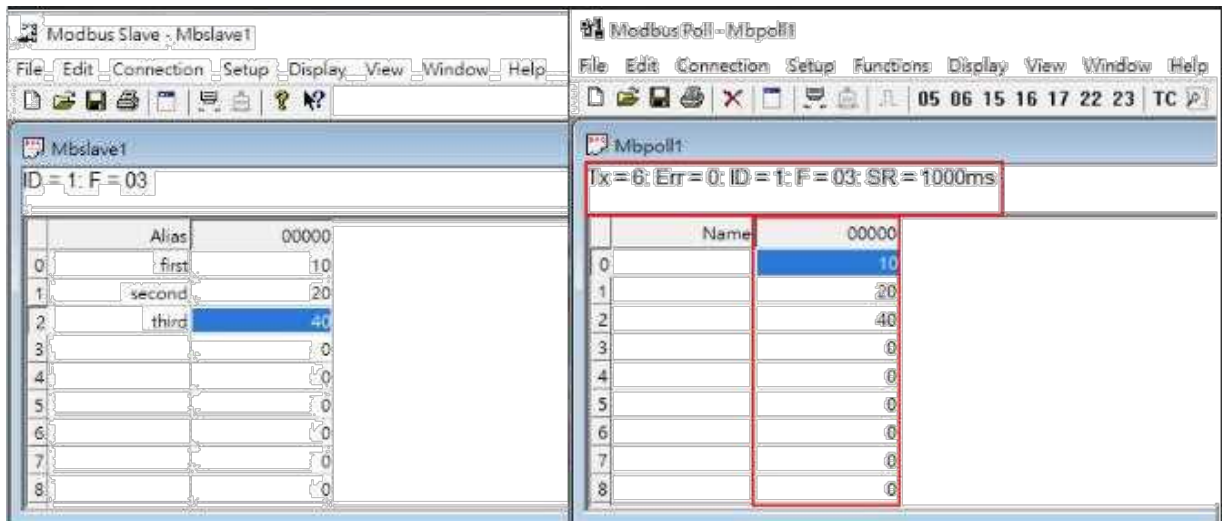 Modbus Slave - Mbslave1
File Edit Connection Setup Display View Window Help
Mbslave1
ID = 1: F = 03
Alias 00000
0 first 10
1 second 20
2 third 40
3 0
4 0
5 0
6 0
7 0
8 0
Modbus Poll - Mbpoll1
File Edit Connection Setup Functions Display View Window Help
05 06 15 16 17 22 23 TC
Mbpoll1
Tx = 6: Err = 0: ID = 1: F = 03: SR = 1000ms
Name 00000
0 10
1 20
2 40
3 0
4 0
5 0
6 0
7 0
8 0